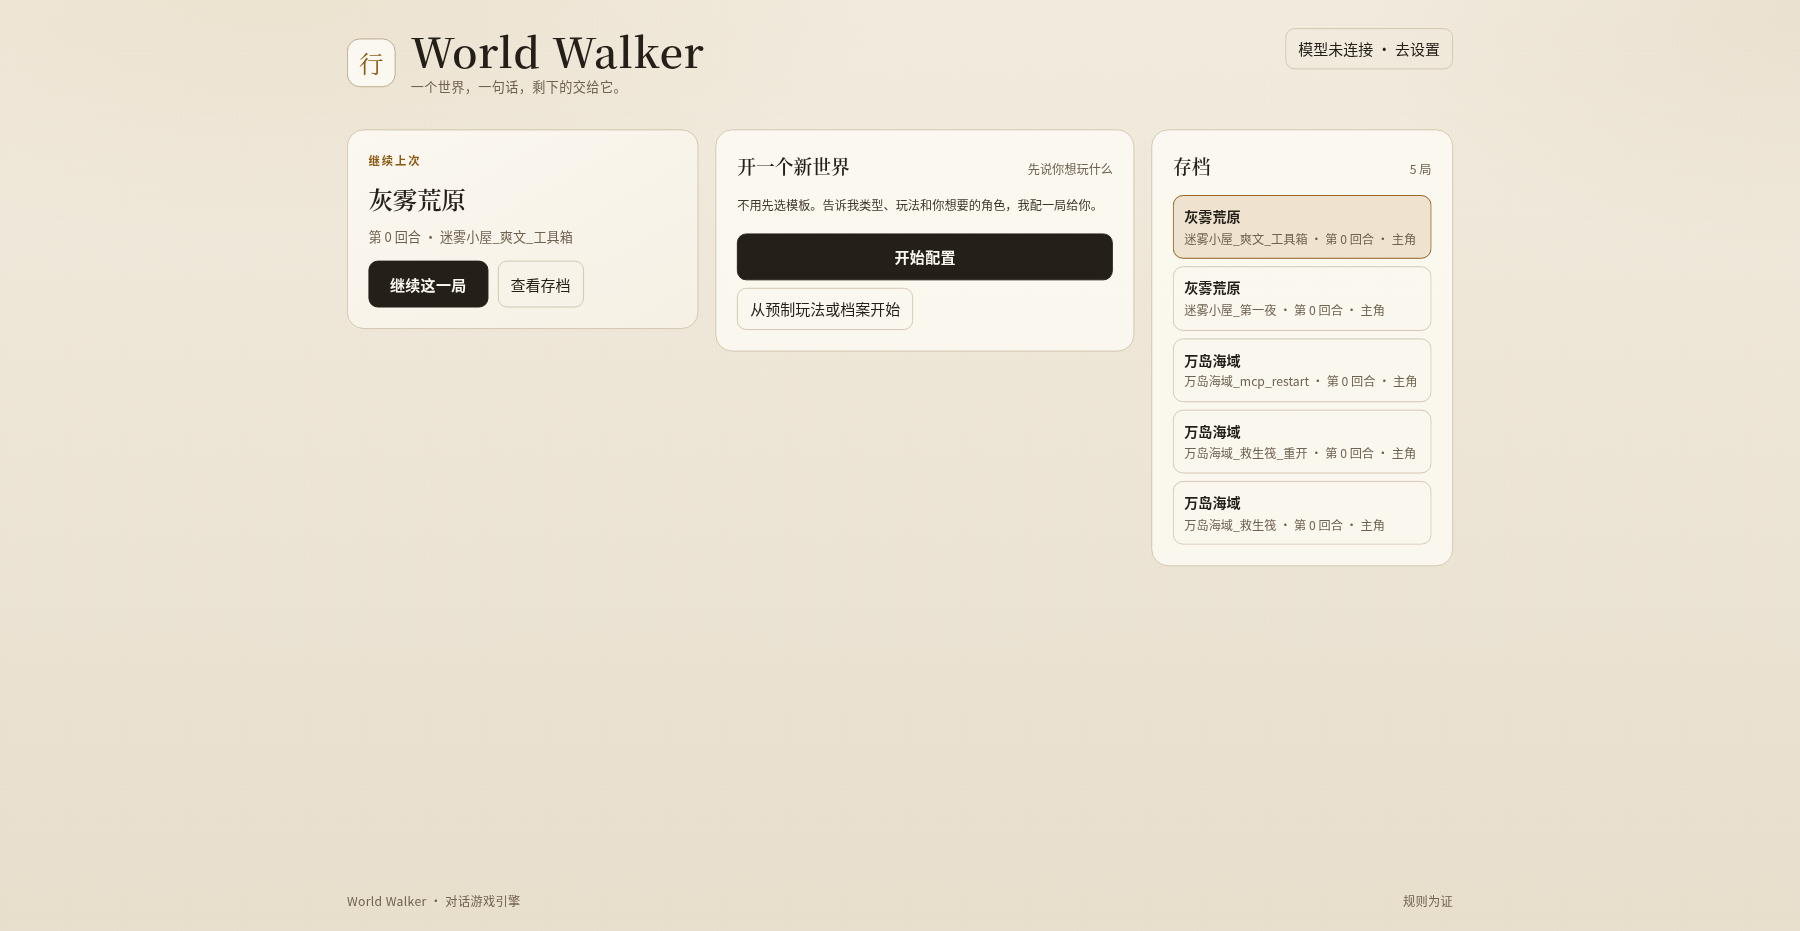 行
World Walker
一个世界，一句话，剩下的交给它。
模型未连接 · 去设置
继续上次
灰雾荒原
第 0 回合 · 迷雾小屋_爽文_工具箱
继续这一局
查看存档
开一个新世界
先说你想玩什么
不用先选模板。告诉我类型、玩法和你想要的角色，我配一局给你。
开始配置
从预制玩法或档案开始
存档
5 局
灰雾荒原
迷雾小屋_爽文_工具箱 · 第 0 回合 · 主角
灰雾荒原
迷雾小屋_第一夜 · 第 0 回合 · 主角
万岛海域
万岛海域_mcp_restart · 第 0 回合 · 主角
万岛海域
万岛海域_救生筏_重开 · 第 0 回合 · 主角
万岛海域
万岛海域_救生筏 · 第 0 回合 · 主角
World Walker · 对话游戏引擎
规则为证